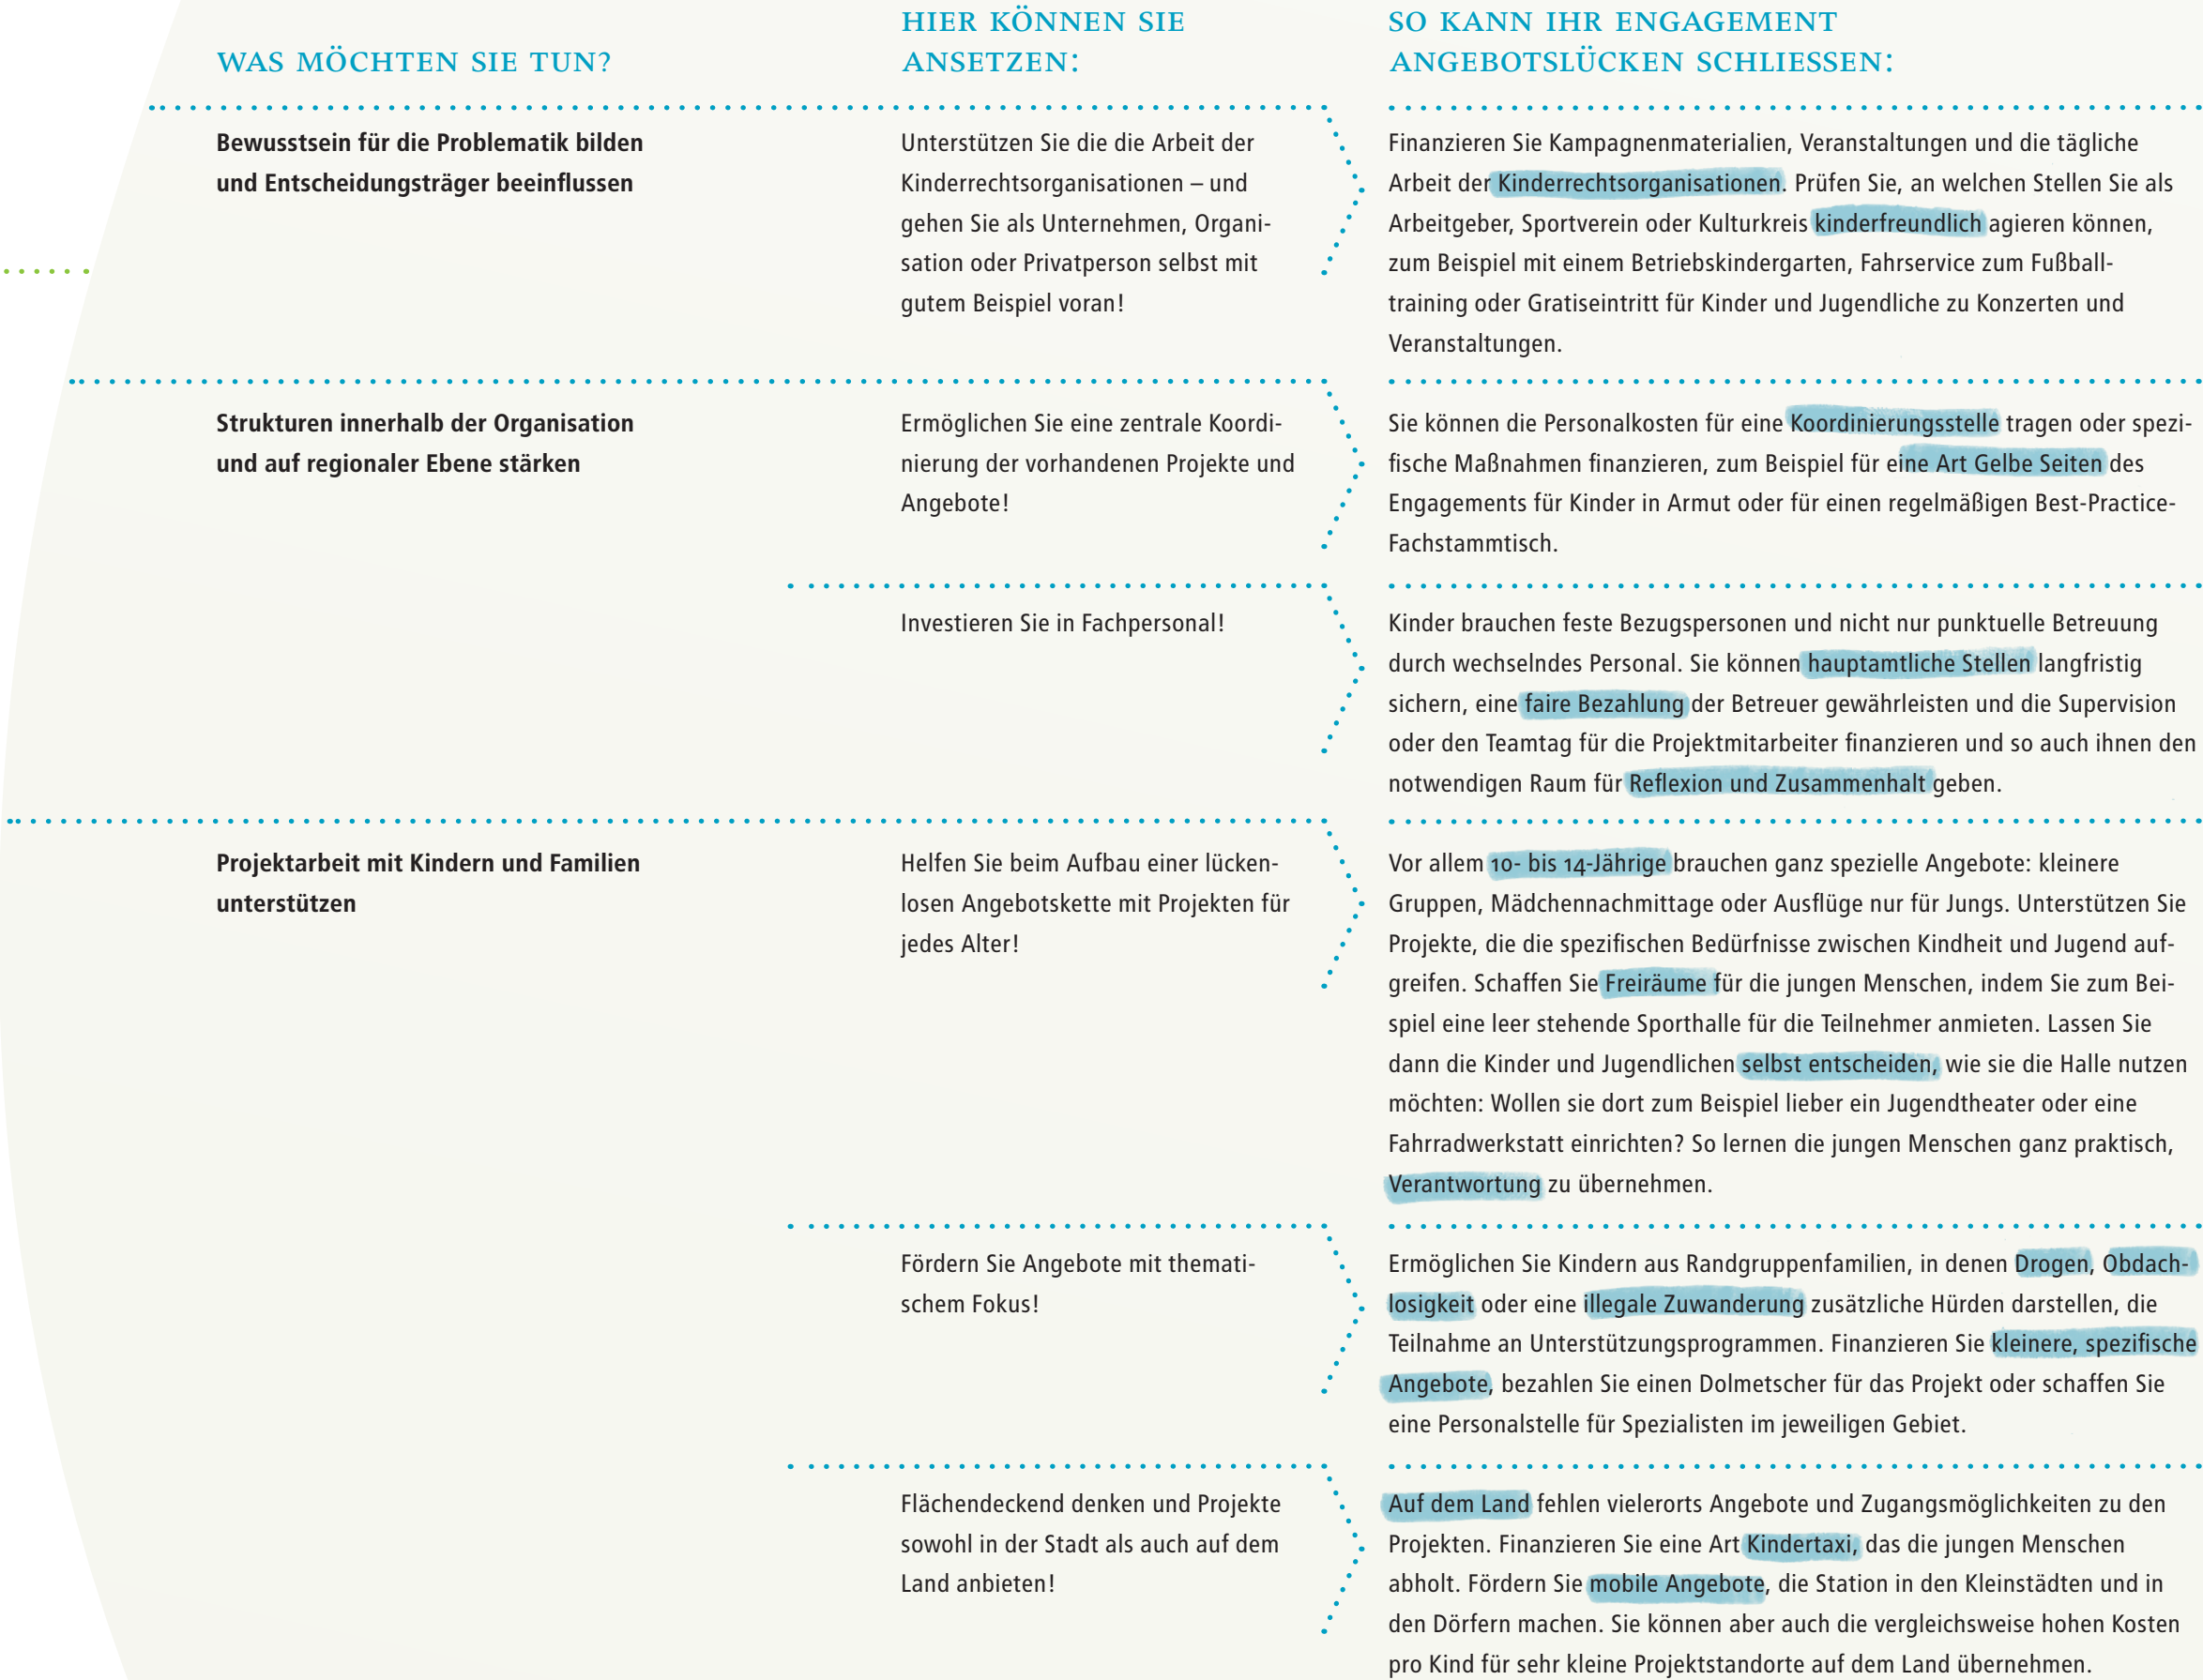 WAS MÖCHTEN SIE TUN?
HIER KÖNNEN SIE
ANSETZEN:
SO KANN IHR ENGAGEMENT
ANGEBOTSLÜCKEN SCHLIESSEN:
Bewusstsein für die Problematik bilden
und Entscheidungsträger beeinflussen
Unterstützen Sie die die Arbeit der
Kinderrechtsorganisationen – und
gehen Sie als Unternehmen, Organi-
sation oder Privatperson selbst mit
gutem Beispiel voran!
Finanzieren Sie Kampagnenmaterialien, Veranstaltungen und die tägliche
Arbeit der Kinderrechtsorganisationen. Prüfen Sie, an welchen Stellen Sie als
Arbeitgeber, Sportverein oder Kulturkreis kinderfreundlich agieren können,
zum Beispiel mit einem Betriebskindergarten, Fahrservice zum Fußball-
training oder Gratiseintritt für Kinder und Jugendliche zu Konzerten und
Veranstaltungen.
Strukturen innerhalb der Organisation
und auf regionaler Ebene stärken
Ermöglichen Sie eine zentrale Koordi-
nierung der vorhandenen Projekte und
Angebote!
Sie können die Personalkosten für eine Koordinierungsstelle tragen oder spezi-
fische Maßnahmen finanzieren, zum Beispiel für eine Art Gelbe Seiten des
Engagements für Kinder in Armut oder für einen regelmäßigen Best-Practice-
Fachstammtisch.
Investieren Sie in Fachpersonal!
Kinder brauchen feste Bezugspersonen und nicht nur punktuelle Betreuung
durch wechselndes Personal. Sie können hauptamtliche Stellen langfristig
sichern, eine faire Bezahlung der Betreuer gewährleisten und die Supervision
oder den Teamtag für die Projektmitarbeiter finanzieren und so auch ihnen den
notwendigen Raum für Reflexion und Zusammenhalt geben.
Projektarbeit mit Kindern und Familien
unterstützen
Helfen Sie beim Aufbau einer lücken-
losen Angebotskette mit Projekten für
jedes Alter!
Vor allem 10- bis 14-Jährige brauchen ganz spezielle Angebote: kleinere
Gruppen, Mädchennachmittage oder Ausflüge nur für Jungs. Unterstützen Sie
Projekte, die die spezifischen Bedürfnisse zwischen Kindheit und Jugend auf-
greifen. Schaffen Sie Freiräume für die jungen Menschen, indem Sie zum Bei-
spiel eine leer stehende Sporthalle für die Teilnehmer anmieten. Lassen Sie
dann die Kinder und Jugendlichen selbst entscheiden, wie sie die Halle nutzen
möchten: Wollen sie dort zum Beispiel lieber ein Jugendtheater oder eine
Fahrradwerkstatt einrichten? So lernen die jungen Menschen ganz praktisch,
Verantwortung zu übernehmen.
Fördern Sie Angebote mit themati-
schem Fokus!
Ermöglichen Sie Kindern aus Randgruppenfamilien, in denen Drogen, Obdach-
losigkeit oder eine illegale Zuwanderung zusätzliche Hürden darstellen, die
Teilnahme an Unterstützungsprogrammen. Finanzieren Sie kleinere, spezifische
Angebote, bezahlen Sie einen Dolmetscher für das Projekt oder schaffen Sie
eine Personalstelle für Spezialisten im jeweiligen Gebiet.
Flächendeckend denken und Projekte
sowohl in der Stadt als auch auf dem
Land anbieten!
Auf dem Land fehlen vielerorts Angebote und Zugangsmöglichkeiten zu den
Projekten. Finanzieren Sie eine Art Kindertaxi, das die jungen Menschen
abholt. Fördern Sie mobile Angebote, die Station in den Kleinstädten und in
den Dörfern machen. Sie können aber auch die vergleichsweise hohen Kosten
pro Kind für sehr kleine Projektstandorte auf dem Land übernehmen.